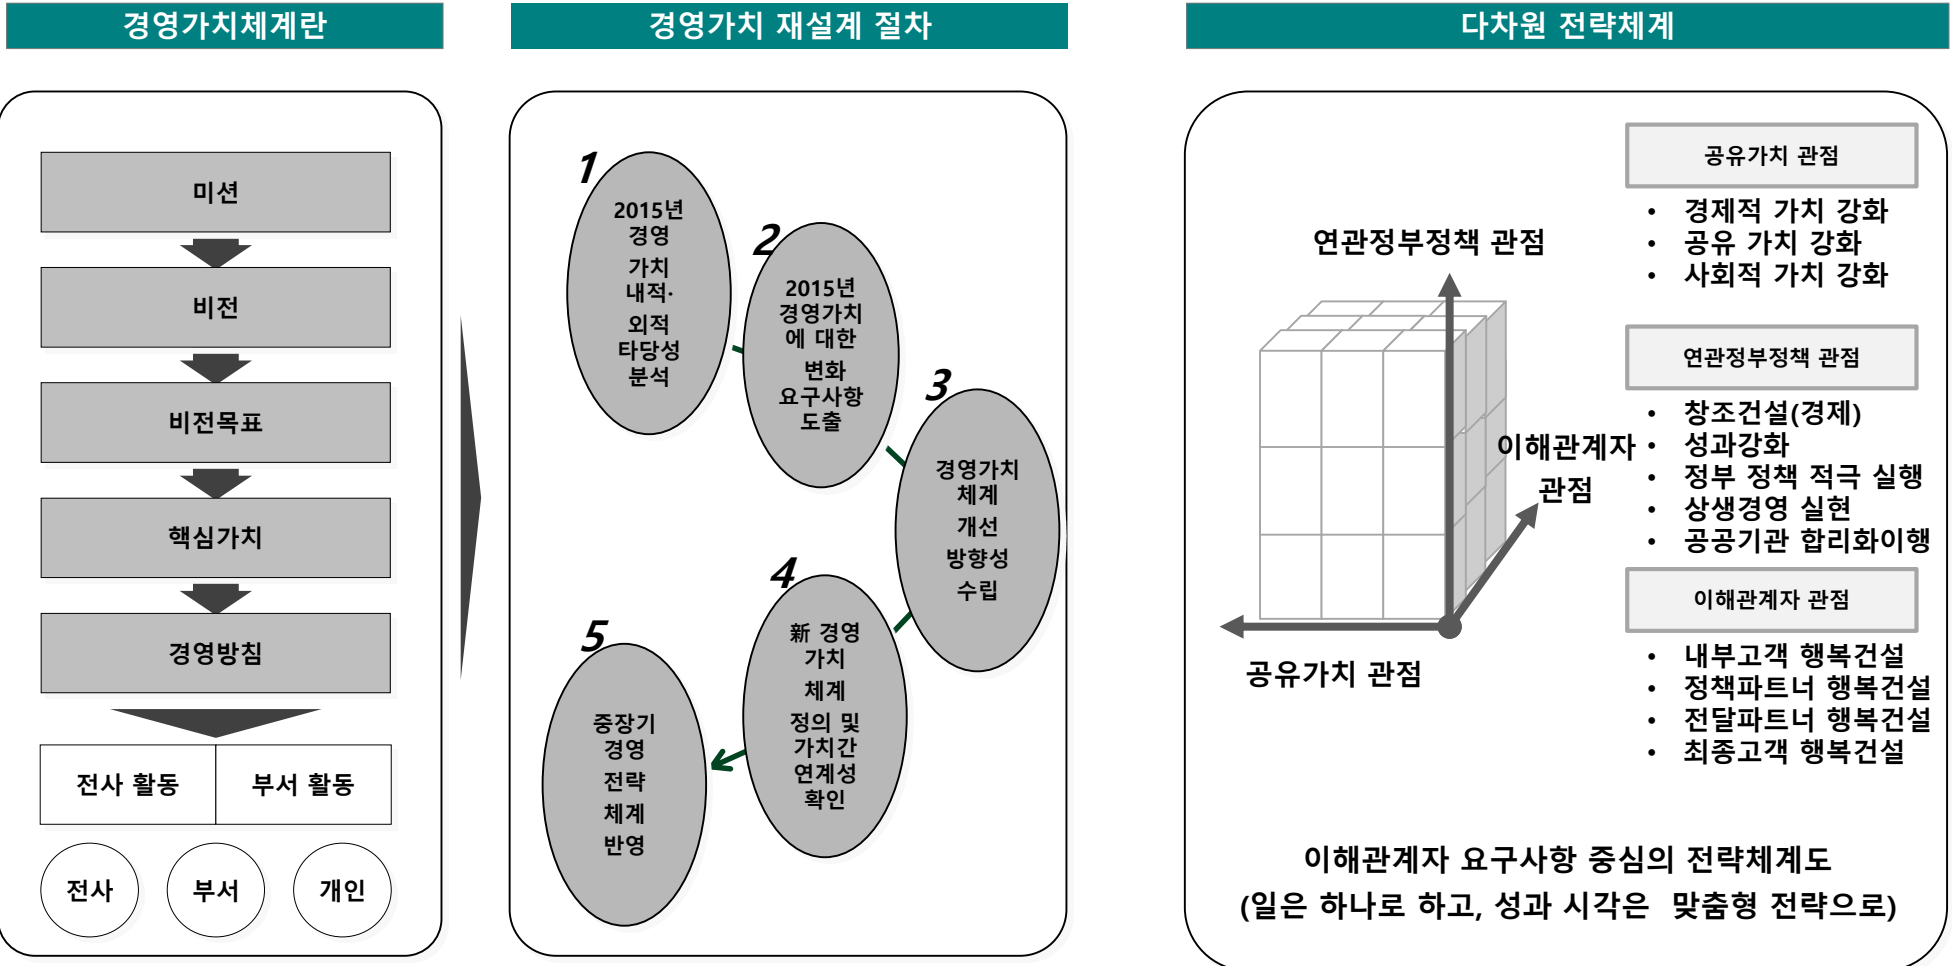 경영가치체계란
미션
비전
비전목표
핵심가치
경영방침
전사 활동
부서 활동
전사
부서
개인
경영가치 재설계 절차
1
2015년
경영
가치
내적·
외적
타당성
분석
2
2015년
경영가치
에 대한
변화
요구사항
도출
3
경영가치
체계
개선
방향성
수립
4
新 경영
가치
체계
정의 및
가치간
연계성
확인
5
중장기
경영
전략
체계
반영
다차원 전략체계
연관정부정책 관점
이해관계자
관점
공유가치 관점
공유가치 관점
• 경제적 가치 강화
• 공유 가치 강화
• 사회적 가치 강화
연관정부정책 관점
• 창조건설(경제)
• 성과강화
• 정부 정책 적극 실행
• 상생경영 실현
• 공공기관 합리화이행
이해관계자 관점
• 내부고객 행복건설
• 정책파트너 행복건설
• 전달파트너 행복건설
• 최종고객 행복건설
이해관계자 요구사항 중심의 전략체계도
(일은 하나로 하고, 성과 시각은 맞춤형 전략으로)